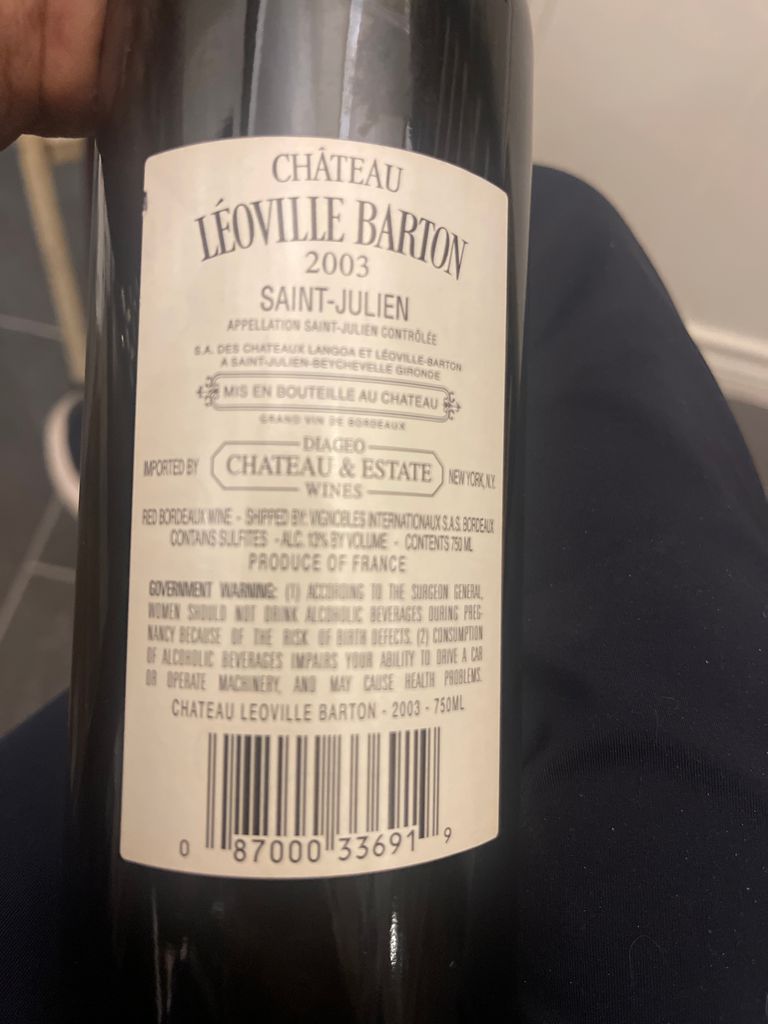 CHÂTEAU
LÉOVILLE BARTON
2003
SAINT-JULIEN
APPELLATION SAINT-JULIEN CONTRÔLÉE
S.A. DES CHATEAUX LANGOA ET LÉOVILLE-BARTON
A SAINT-JULIEN-BEYCHEVELLE GIRONDE
MIS EN BOUTEILLE AU CHATEAU
GRAND VIN DE BORDEAUX
DIAGEO
IMPORTED BY CHATEAU & ESTATE NEW YORK, N.Y.
WINES
RED BORDEAUX WINE - SHIPPED BY: VIGNOBLES INTERNATIONAUX S.A.S. BORDEAUX
CONTAINS SULFITES - ALC. 13% BY VOLUME - CONTENTS 750 ML
PRODUCE OF FRANCE
GOVERNMENT WARNING: (1) ACCORDING TO THE SURGEON GENERAL,
WOMEN SHOULD NOT DRINK ALCOHOLIC BEVERAGES DURING PREG-
NANCY BECAUSE OF THE RISK OF BIRTH DEFECTS. (2) CONSUMPTION
OF ALCOHOLIC BEVERAGES IMPAIRS YOUR ABILITY TO DRIVE A CAR
OR OPERATE MACHINERY, AND MAY CAUSE HEALTH PROBLEMS.
CHATEAU LEOVILLE BARTON - 2003 - 750ML
0 87000 33691 9